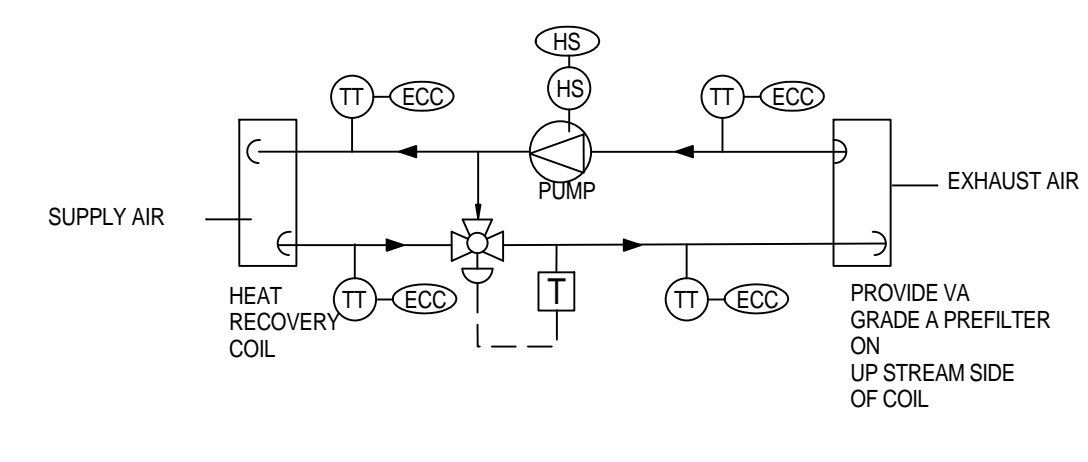 HS
HS
TT
ECC
TT
ECC
PUMP
EXHAUST AIR
SUPPLY AIR
TT
ECC
T
TT
ECC
HEAT
RECOVERY
COIL
PROVIDE VA
GRADE A PREFILTER
ON
UP STREAM SIDE
OF COIL